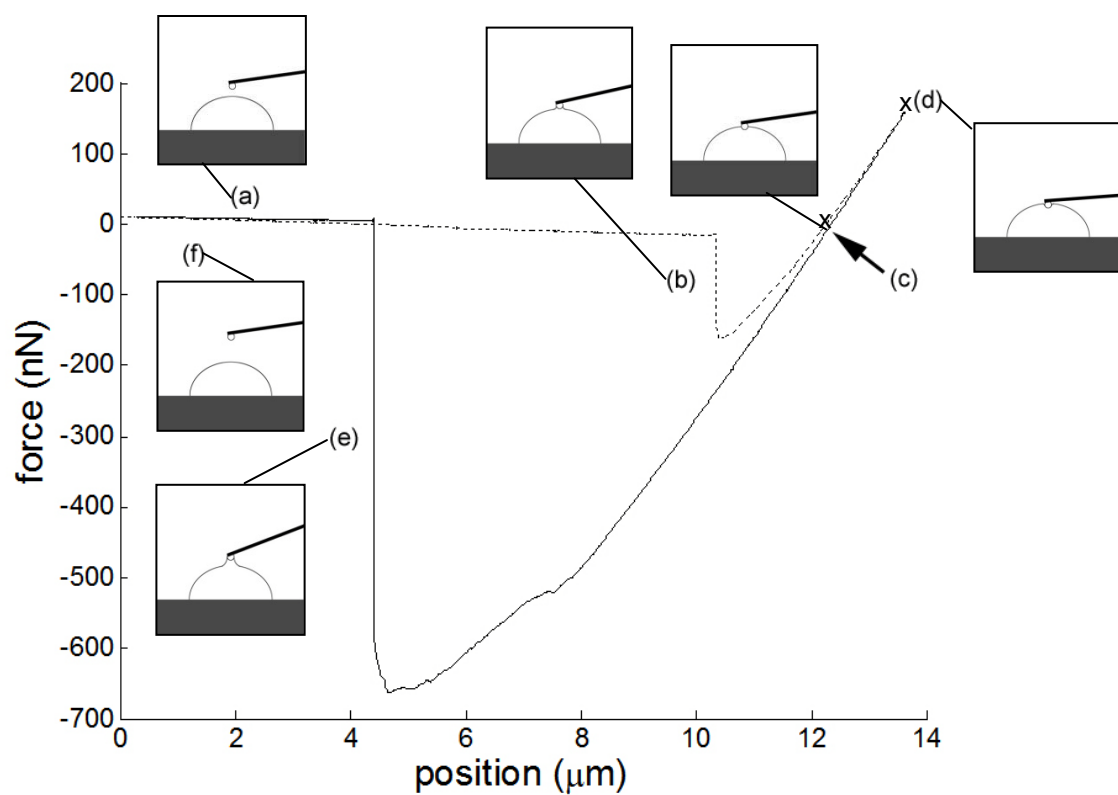 200
100
0
-100
-200
-300
-400
-500
-600
-700
0 2 4 6 8 10 12 14
force (nN)
position (μm)
(a)
(b)
(c)
x(d)
x
(f)
(e)